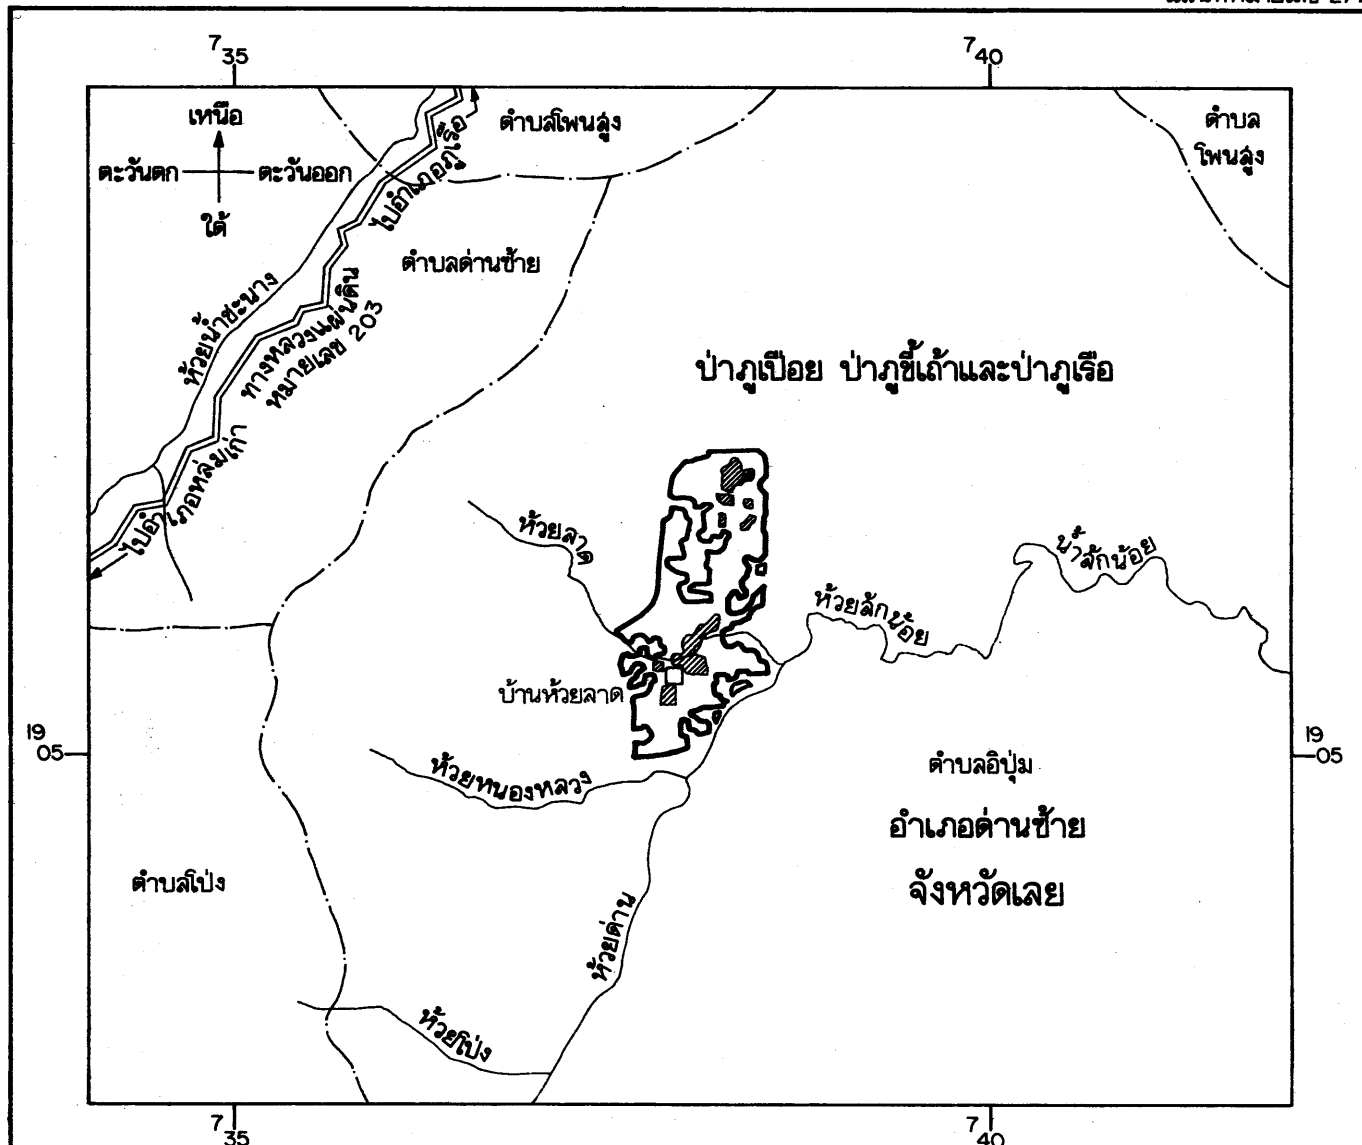 7 35
7 40
เหนือ
ตะวันตก
ตะวันออก
ใต้
ตำบลโพนสูง
ตำบล
โพนสูง
ไปอำเภอภูเรือ
ตำบลด่านซ้าย
ห้วยน้ำชะนาง
ทางหลวงแผ่นดิน
หมายเลข 203
ป่าภูเปือย ป่าภูขี้เถ้าและป่าภูเรือ
ไปอำเภอหล่มเก่า
ห้วยลาด
น้ำสักน้อย
ห้วยสักน้อย
บ้านห้วยลาด
19 05
19 05
ห้วยหนองหลวง
ตำบลอิปุ่ม
อำเภอด่านซ้าย
จังหวัดเลย
ตำบลโป่ง
ห้วยด่าน
ห้วยโป่ง
7 35
7 40